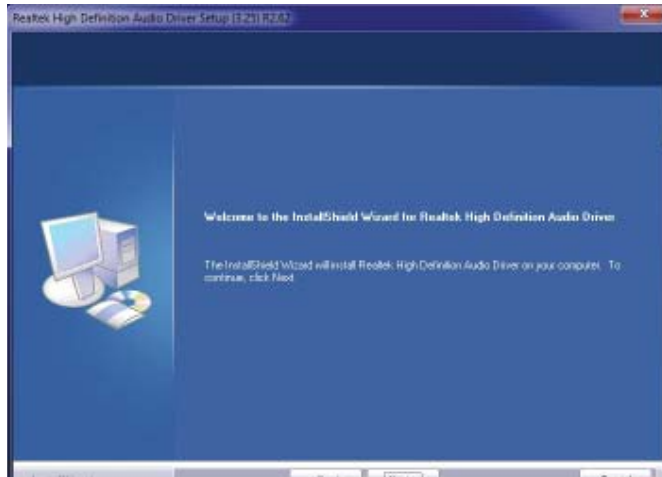 Realtek High Definition Audio Driver Setup (3.25) R2.62
Welcome to the InstallShield Wizard for Realtek High Definition Audio Driver
The InstallShield Wizard will install Realtek High Definition Audio Driver on your computer. To
continue, click Next